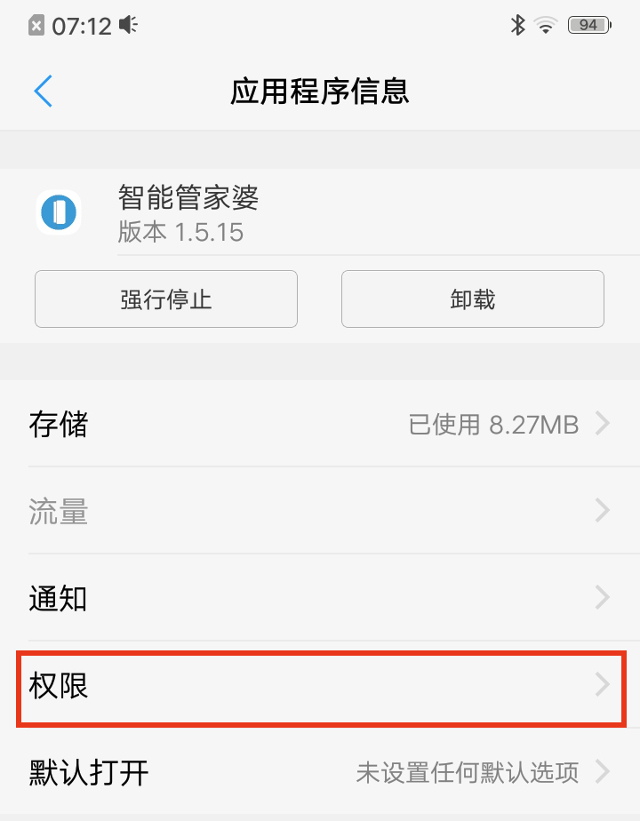 07:12 94
应用程序信息
智能管家婆
版本 1.5.15
强行停止 卸载
存储 已使用 8.27MB
流量
通知
权限
默认打开 未设置任何默认选项